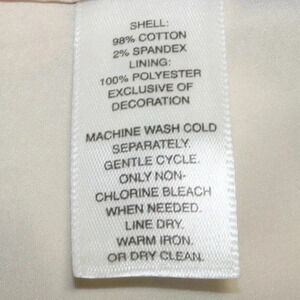 SHELL:
98% COTTON
2% SPANDEX
LINING:
100% POLYESTER
EXCLUSIVE OF
DECORATION
MACHINE WASH COLD
SEPARATELY.
GENTLE CYCLE.
ONLY NON-
CHLORINE BLEACH
WHEN NEEDED.
LINE DRY.
WARM IRON.
OR DRY CLEAN.